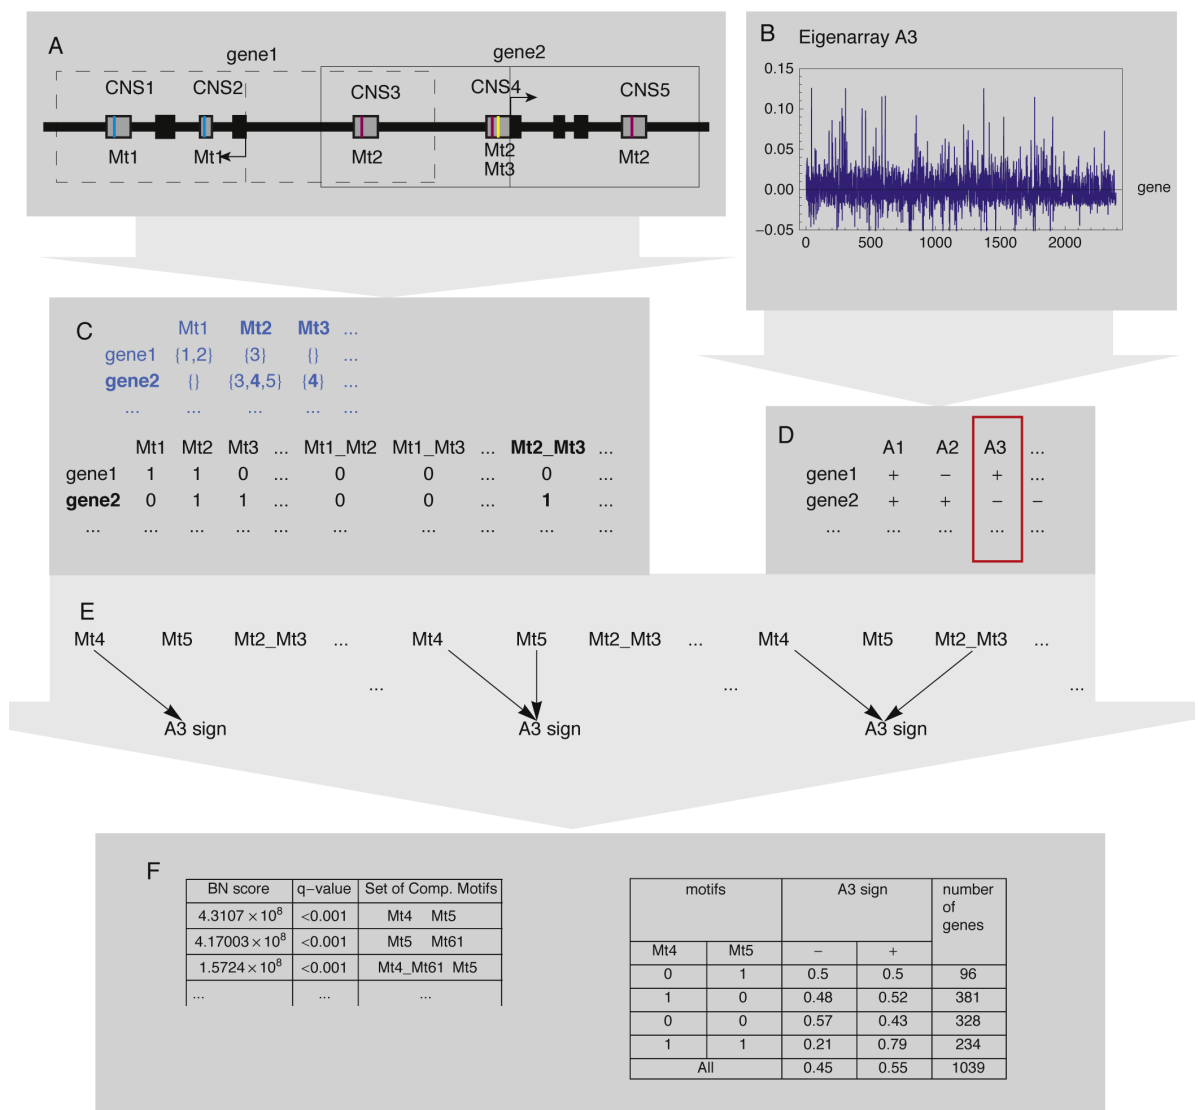 A
gene1
gene2
CNS1 CNS2 CNS3 CNS4 CNS5
Mt1 Mt1 Mt2 Mt2 Mt2
Mt3
B Eigenarray A3
0.15
0.10
0.05
0.00 gene
−0.05
0 500 1000 1500 2000
C
Mt1 Mt2 Mt3 ...
gene1 {1,2} {3} {} ...
gene2 {} {3,4,5} {4} ...
... ... ... ...
Mt1 Mt2 Mt3 ... Mt1_Mt2 Mt1_Mt3 ... Mt2_Mt3 ...
gene1 1 1 0 ... 0 0 ... 0 ...
gene2 0 1 1 ... 0 0 ... 1 ...
... ... ... ... ... ... ... ... ... ...
D
A1 A2 A3 ...
gene1 + − + ...
gene2 + + − −
... ... ... ... ...
E
Mt4 Mt5 Mt2_Mt3 ... Mt4 Mt5 Mt2_Mt3 ... Mt4 Mt5 Mt2_Mt3 ...
... ... ...
A3 sign A3 sign A3 sign
F
BN score q−value Set of Comp. Motifs
4.3107 × 10⁸ <0.001 Mt4 Mt5
4.17003 × 10⁸ <0.001 Mt5 Mt61
1.5724 × 10⁸ <0.001 Mt4_Mt61 Mt5
... ... ...
motifs A3 sign number
of
genes
Mt4 Mt5 − +
0 1 0.5 0.5 96
1 0 0.48 0.52 381
0 0 0.57 0.43 328
1 1 0.21 0.79 234
All 0.45 0.55 1039